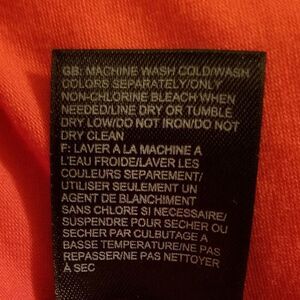 GB: MACHINE WASH COLD/WASH
COLORS SEPARATELY/ONLY
NON-CHLORINE BLEACH WHEN
NEEDED/LINE DRY OR TUMBLE
DRY LOW/DO NOT IRON/DO NOT
DRY CLEAN
F: LAVER A LA MACHINE A
L'EAU FROIDE/LAVER LES
COULEURS SEPAREMENT/
UTILISER SEULEMENT UN
AGENT DE BLANCHIMENT
SANS CHLORE SI NECESSAIRE/
SUSPENDRE POUR SECHER OU
SECHER PAR CULBUTAGE A
BASSE TEMPERATURE/NE PAS
REPASSER/NE PAS NETTOYER
A SEC